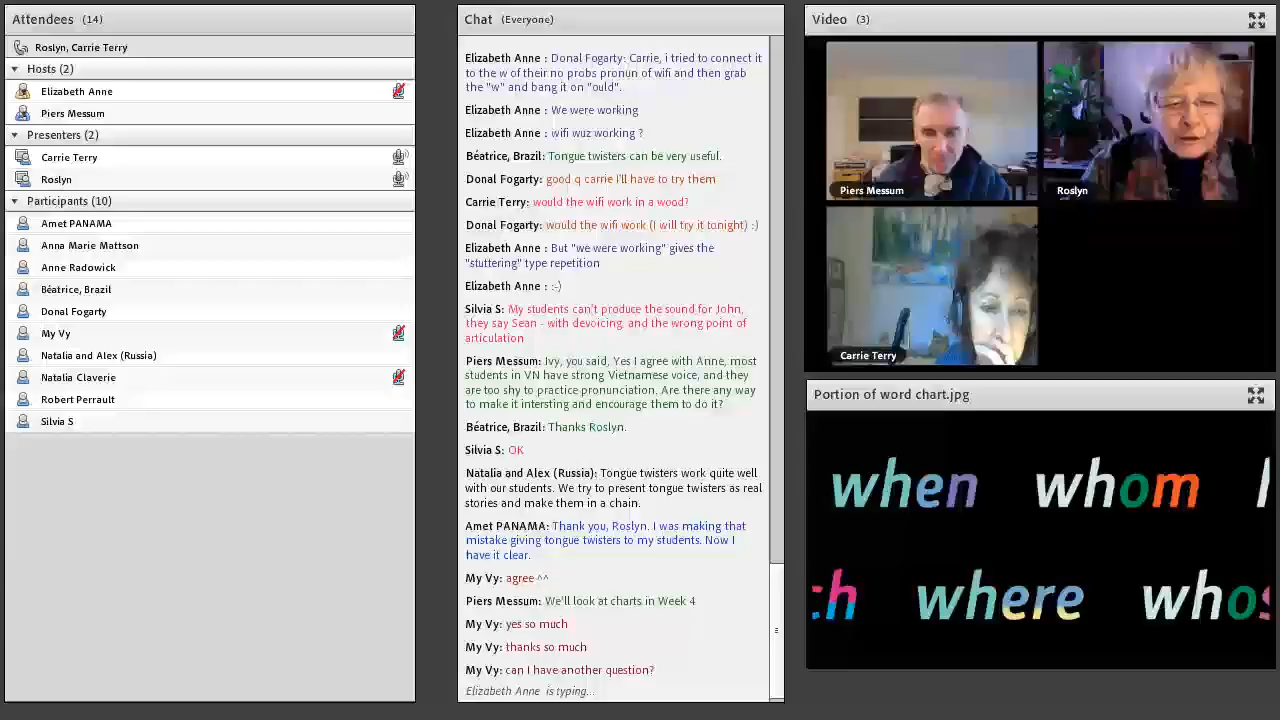 Attendees (14)
Roslyn, Carrie Terry
Hosts (2)
Elizabeth Anne
Piers Messum
Presenters (2)
Carrie Terry
Roslyn
Participants (10)
Amet PANAMA
Anna Marie Mattson
Anne Radowick
Béatrice, Brazil
Donal Fogarty
My Vy
Natalia and Alex (Russia)
Natalia Claverie
Robert Perrault
Silvia S
Chat (Everyone)
Elizabeth Anne : Donal Fogarty: Carrie, i tried to connect it
to the w of their no probs pronun of wifi and then grab
the "w" and bang it on "ould".
Elizabeth Anne : We were working
Elizabeth Anne : wifi wuz working ?
Béatrice, Brazil: Tongue twisters can be very useful.
Donal Fogarty: good q carrie I'll have to try them
Carrie Terry: would the wifi work in a wood?
Donal Fogarty: would the wifi work (I will try it tonight) :)
Elizabeth Anne : But "we were working" gives the
"stuttering" type repetition
Elizabeth Anne : :-)
Silvia S: My students can't produce the sound for John,
they say Sean - with devoicing, and the wrong point of
articulation
Piers Messum: Ivy, you said, Yes I agree with Anne, most
students in VN have strong Vietnamese voice, and they
are too shy to practice pronunciation. Are there any way
to make it intersting and encourage them to do it?
Béatrice, Brazil: Thanks Roslyn.
Silvia S: OK
Natalia and Alex (Russia): Tongue twisters work quite well
with our students. We try to present tongue twisters as real
stories and make them in a chain.
Amet PANAMA: Thank you, Roslyn. I was making that
mistake giving tongue twisters to my students. Now I
have it clear.
My Vy: agree ^^
Piers Messum: We'll look at charts in Week 4
My Vy: yes so much
My Vy: thanks so much
My Vy: can I have another question?
Elizabeth Anne is typing...
Video (3)
Piers Messum
Roslyn
Carrie Terry
Portion of word chart.jpg
when whom
ch where whos